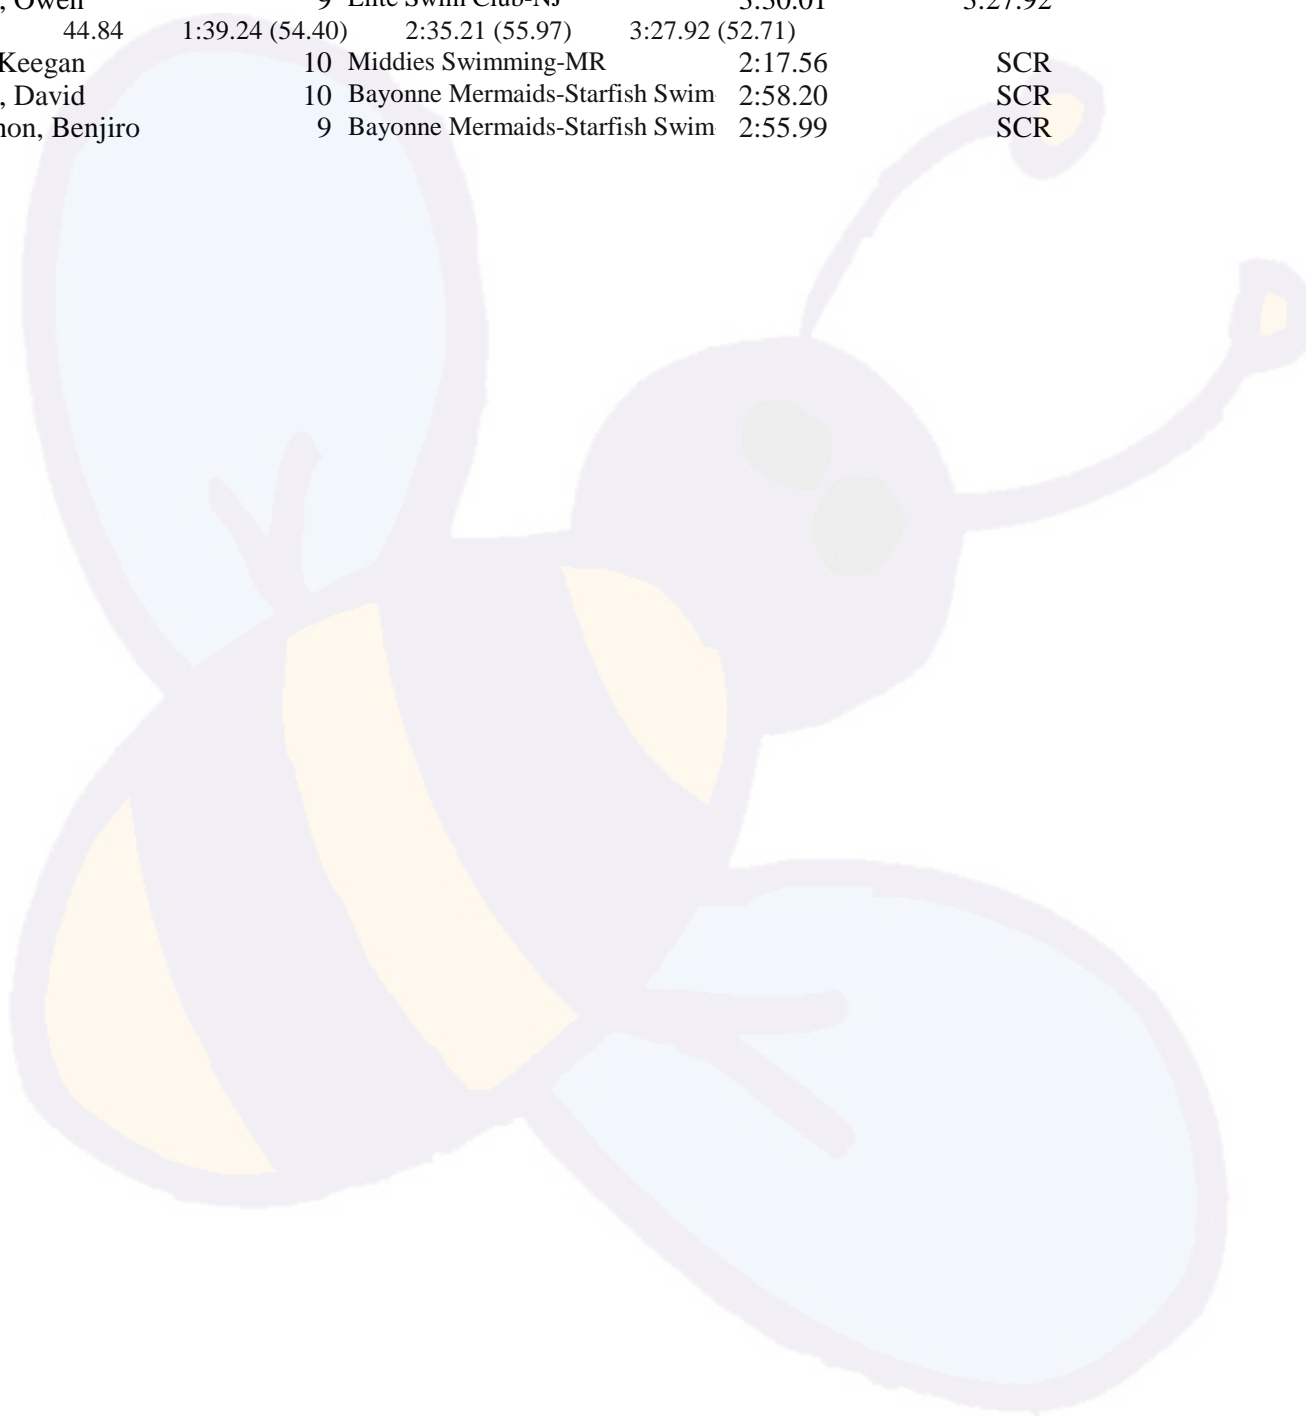 , Owen 9 Elite Swim Club-NJ 3:30.01 3:27.92
44.84 1:39.24 (54.40) 2:35.21 (55.97) 3:27.92 (52.71)
Keegan 10 Middies Swimming-MR 2:17.56 SCR
, David 10 Bayonne Mermaids-Starfish Swim 2:58.20 SCR
non, Benjiro 9 Bayonne Mermaids-Starfish Swim 2:55.99 SCR